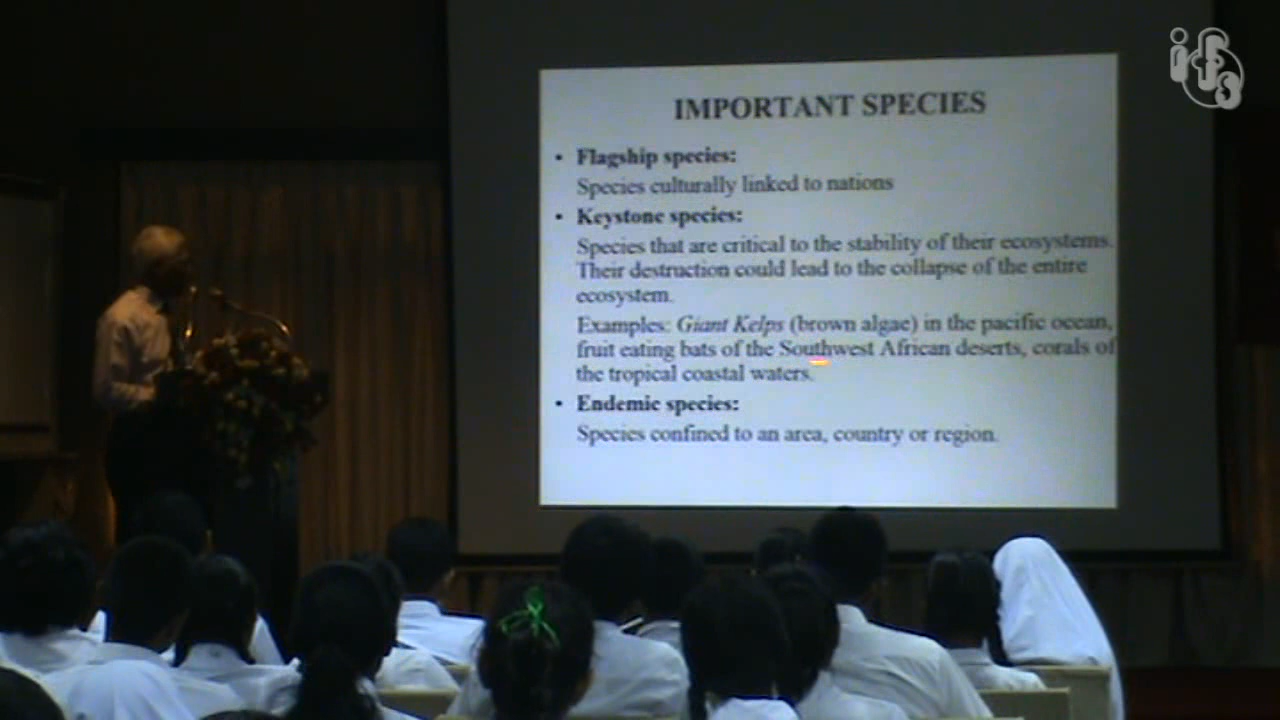 IMPORTANT SPECIES
• Flagship species:
Species culturally linked to nations
• Keystone species:
Species that are critical to the stability of their ecosystems.
Their destruction could lead to the collapse of the entire
ecosystem.
Examples: Giant Kelps (brown algae) in the pacific ocean,
fruit eating bats of the Southwest African deserts, corals of
the tropical coastal waters.
• Endemic species:
Species confined to an area, country or region.